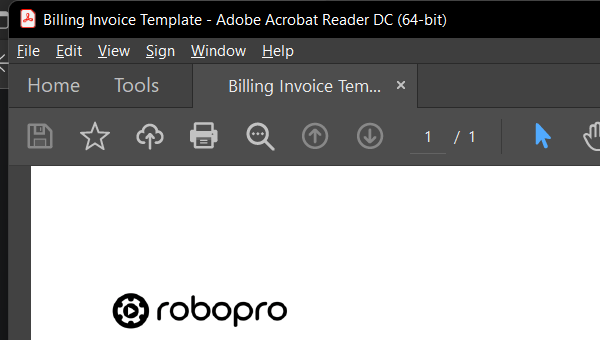 Billing Invoice Template - Adobe Acrobat Reader DC (64-bit)
File Edit View Sign Window Help
Home Tools Billing Invoice Tem... ×
1 / 1
robopro